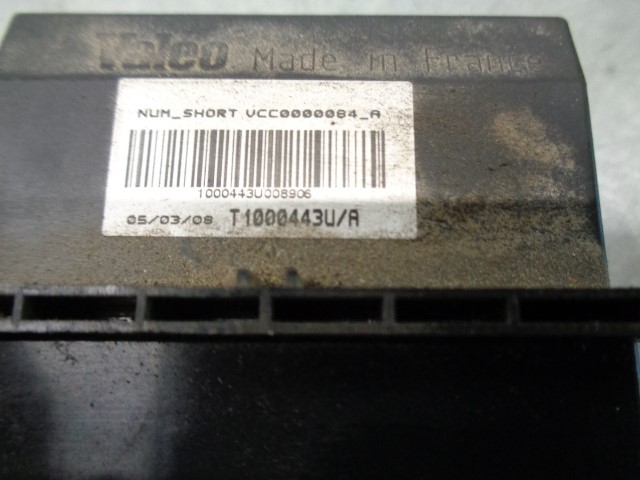 Valeo Made in France
NUM_SHORT VCC0000084_A
1000443U008906
05/03/08 T1000443U/A